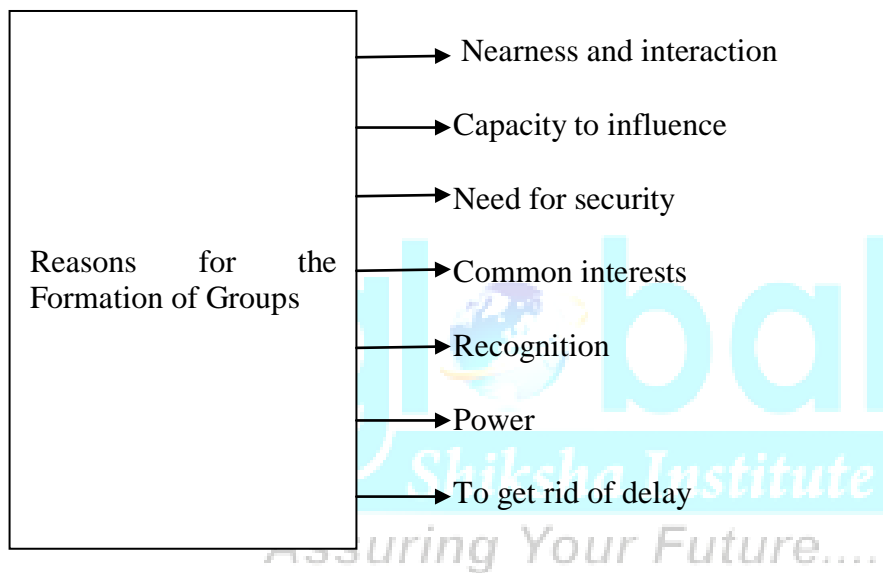 Nearness and interaction
Capacity to influence
Need for security
Reasons for the
Formation of Groups
Common interests
Recognition
Power
To get rid of delay
global
Shiksha Institute
Assuring Your Future....